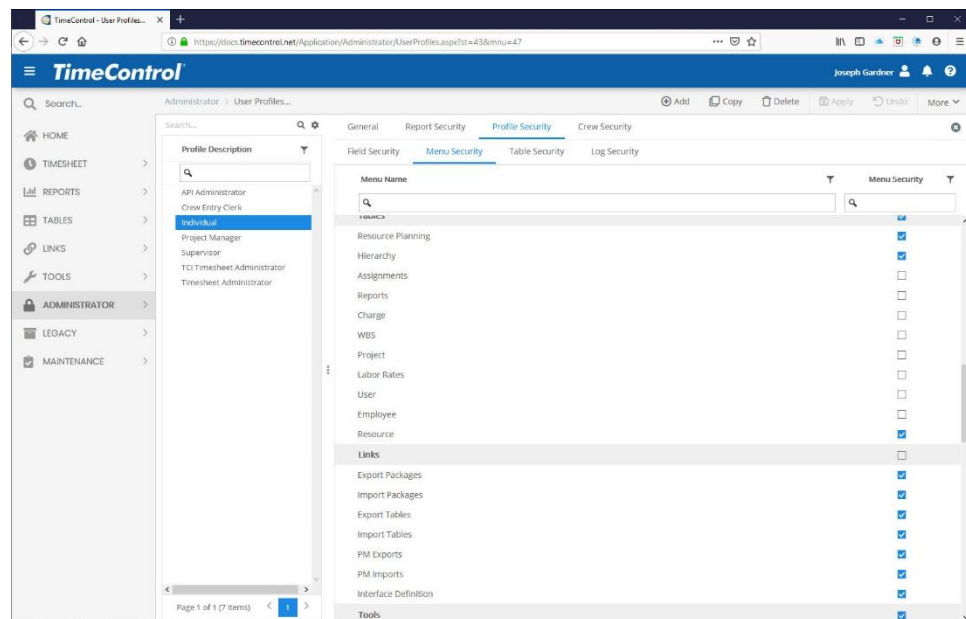 TimeControl - User Profiles...
https://docs.timecontrol.net/Application/Administrator/UserProfiles.aspx?st=43&mnu=47
TimeControl
Joseph Gardner
Search...
Administrator > User Profiles...
Add
Copy
Delete
Apply
Undo
More
HOME
TIMESHEET
REPORTS
TABLES
LINKS
TOOLS
ADMINISTRATOR
LEGACY
MAINTENANCE
Search...
Profile Description
API Administrator
Crew Entry Clerk
Individual
Project Manager
Supervisor
TCI Timesheet Administrator
Timesheet Administrator
Page 1 of 1 (7 items)
1
General
Report Security
Profile Security
Crew Security
Field Security
Menu Security
Table Security
Log Security
Menu Name
Menu Security
Tables
Resource Planning
Hierarchy
Assignments
Reports
Charge
WBS
Project
Labor Rates
User
Employee
Resource
Links
Export Packages
Import Packages
Export Tables
Import Tables
PM Exports
PM Imports
Interface Definition
Tools